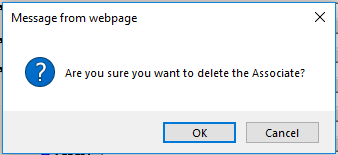 Message from webpage
Are you sure you want to delete the Associate?
OK
Cancel